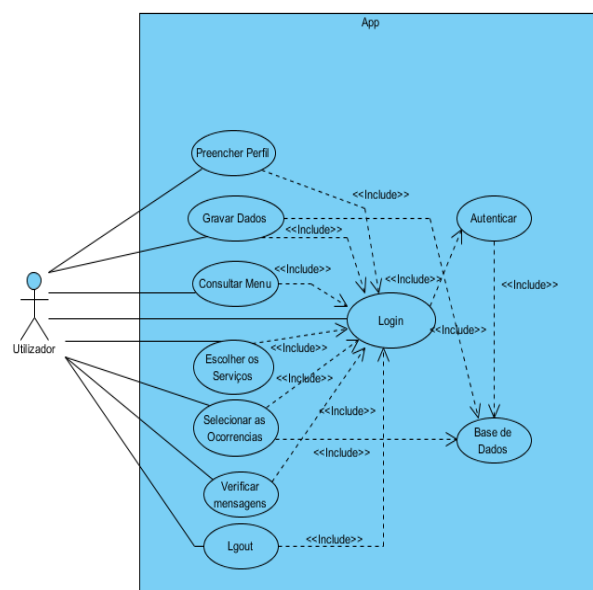 App
Preencher Perfil
<<Include>>
Gravar Dados
<<Include>>
Autenticar
Consultar Menu
<<Include>>
<<Include>>
<<Include>>
Utilizador
Login
<<Include>>
Escolher os
Serviços
<<Include>>
<<Include>>
Selecionar as
Ocorrencias
<<Include>>
Base de
Dados
<<Include>>
Verificar
mensagens
Lgout
<<Include>>